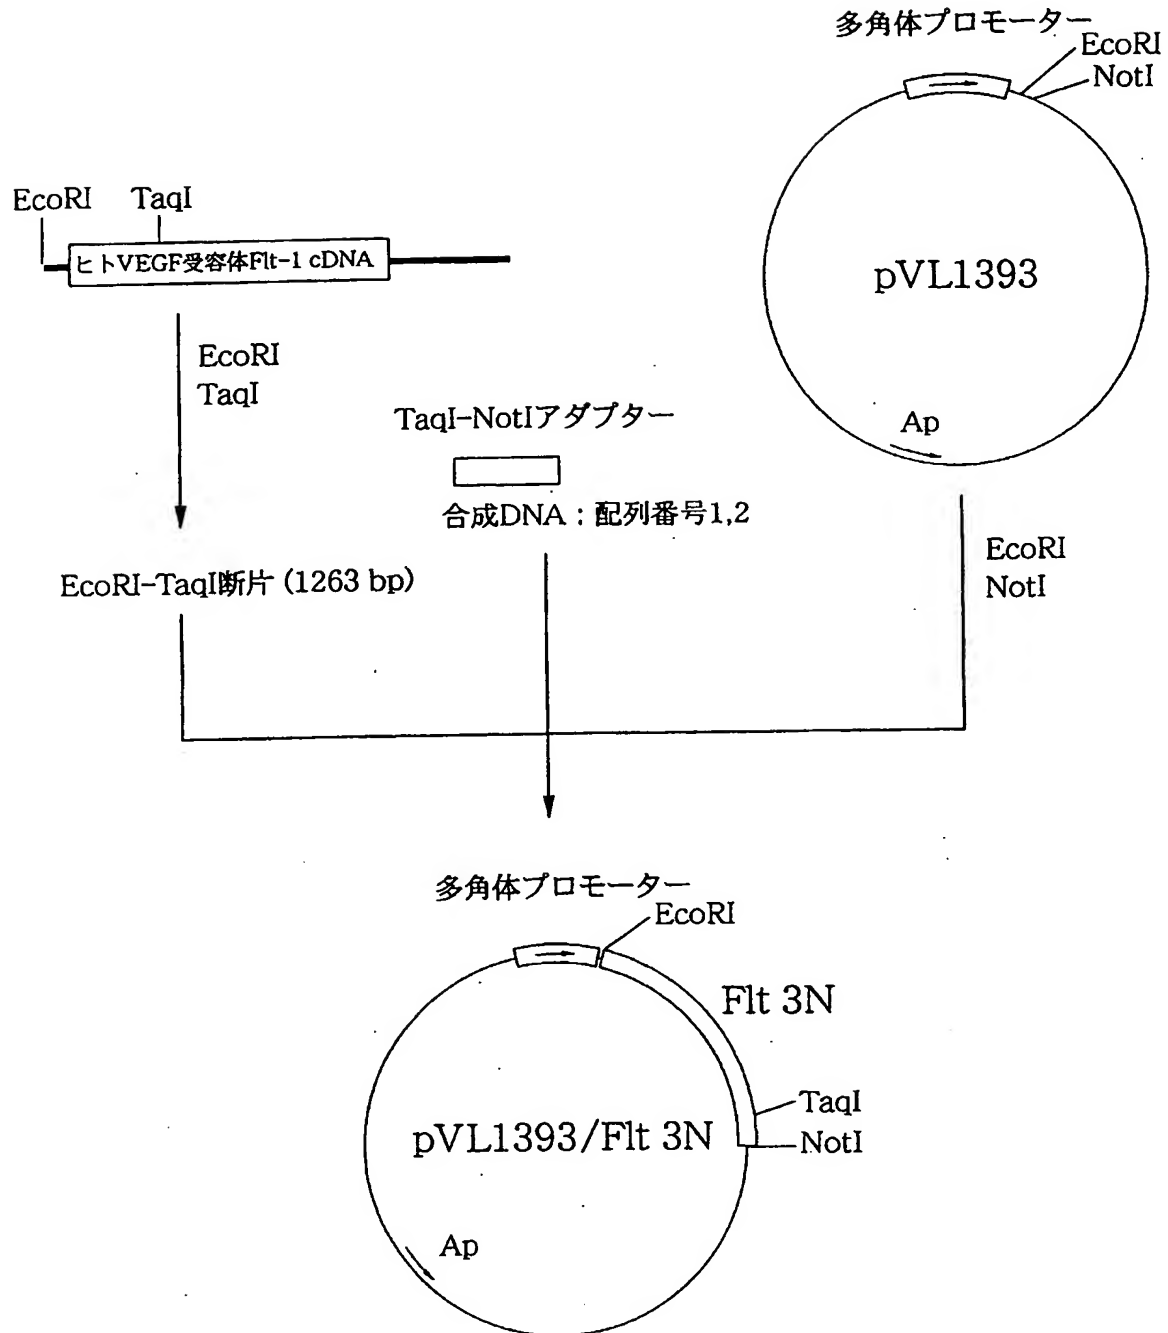 多角体プロモーター
EcoRI
NotI
EcoRI
TaqI
ヒトVEGF受容体Flt-1 cDNA
pVL1393
EcoRI
TaqI
TaqI-NotIアダプター
Ap
合成DNA：配列番号1,2
EcoRI
NotI
EcoRI-TaqI断片 (1263 bp)
多角体プロモーター
EcoRI
Flt 3N
TaqI
pVL1393/Flt 3N
NotI
Ap